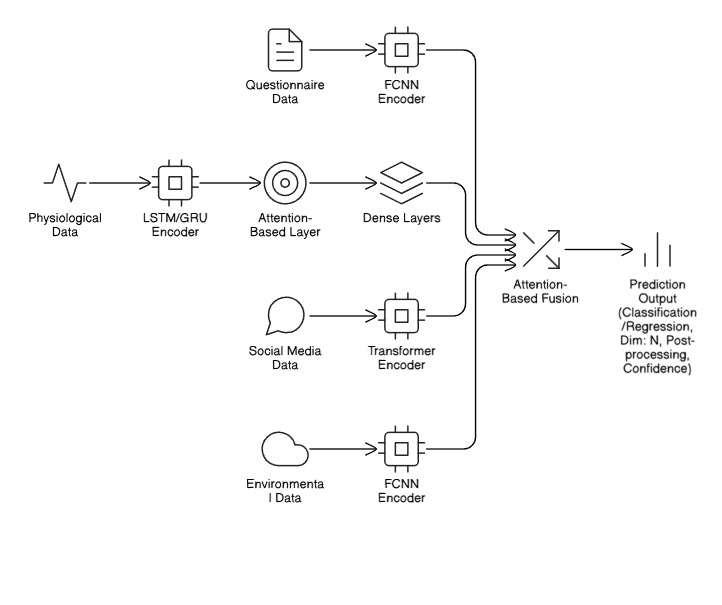 Questionnaire
Data
FCNN
Encoder
Physiological
Data
LSTM/GRU
Encoder
Attention-
Based Layer
Dense Layers
Social Media
Data
Transformer
Encoder
Environmenta
l Data
FCNN
Encoder
Attention-
Based Fusion
Prediction
Output
(Classification
/Regression,
Dim: N, Post-
processing,
Confidence)